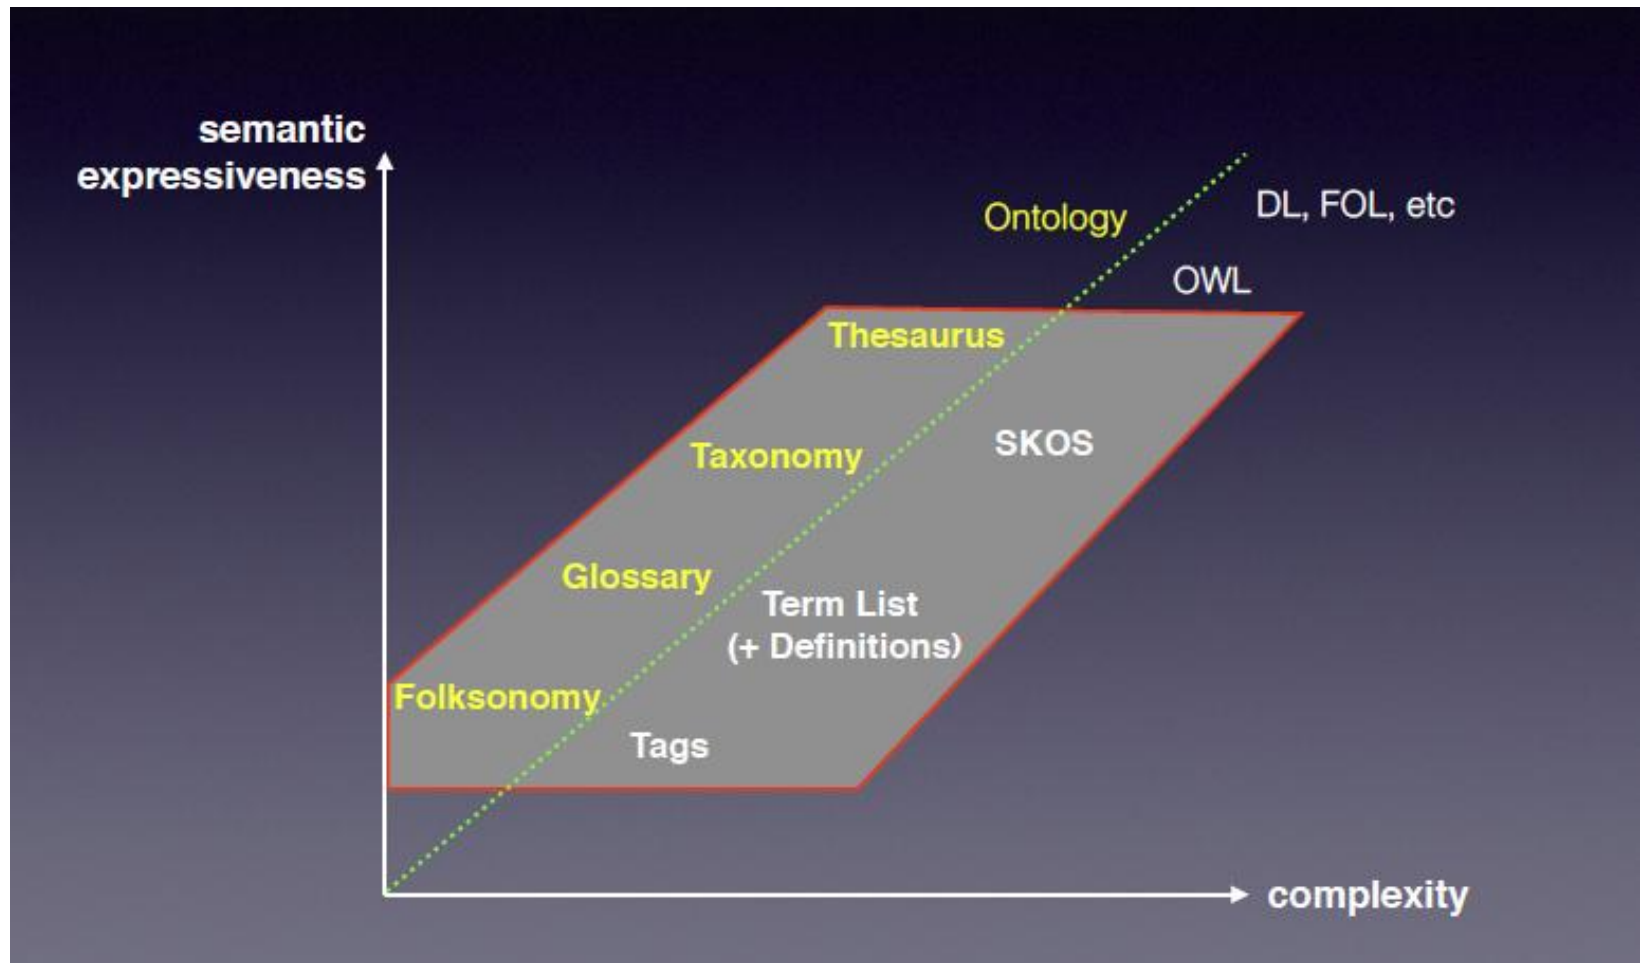 semantic
expressiveness
Ontology
DL, FOL, etc
OWL
Thesaurus
SKOS
Taxonomy
Glossary
Term List
(+ Definitions)
Folksonomy
Tags
complexity